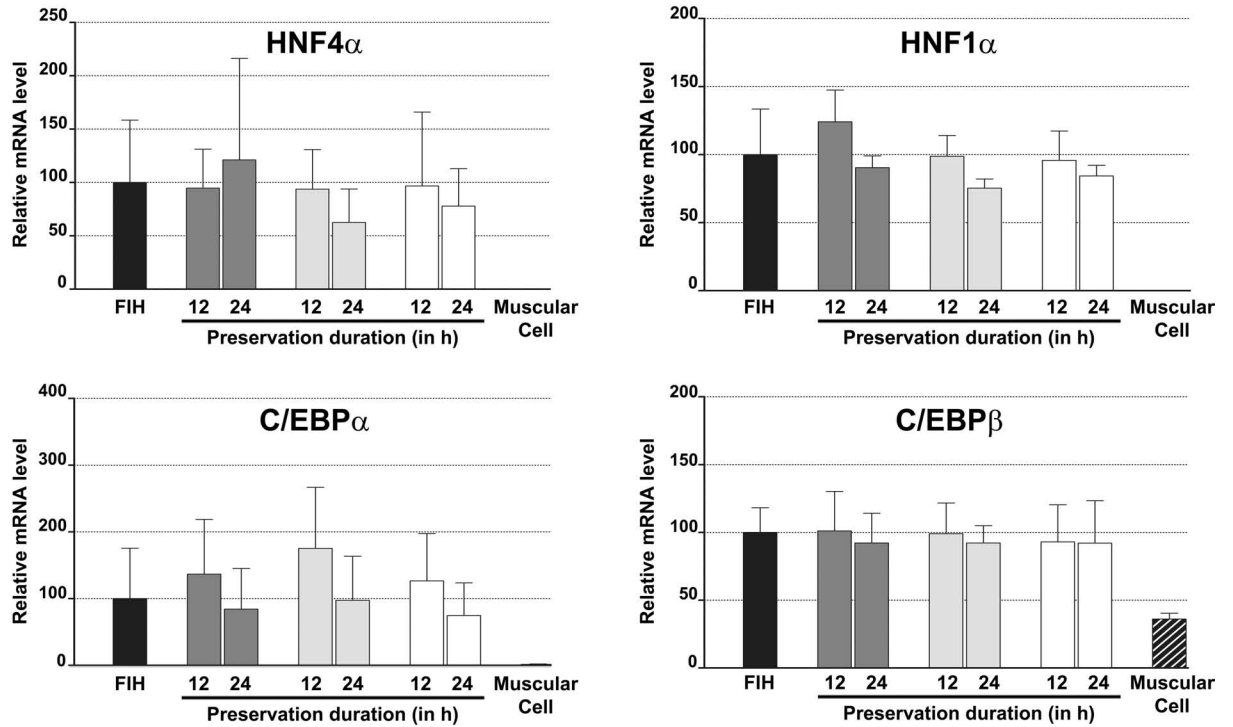 HNF4α
Relative mRNA level
250
200
150
100
50
0
FIH
12 24 12 24 12 24
Muscular
Cell
Preservation duration (in h)
HNF1α
Relative mRNA level
200
150
100
50
0
FIH
12 24 12 24 12 24
Muscular
Cell
Preservation duration (in h)
C/EBPα
Relative mRNA level
400
300
200
100
0
FIH
12 24 12 24 12 24
Muscular
Cell
Preservation duration (in h)
C/EBPβ
Relative mRNA level
200
150
100
50
0
FIH
12 24 12 24 12 24
Muscular
Cell
Preservation duration (in h)